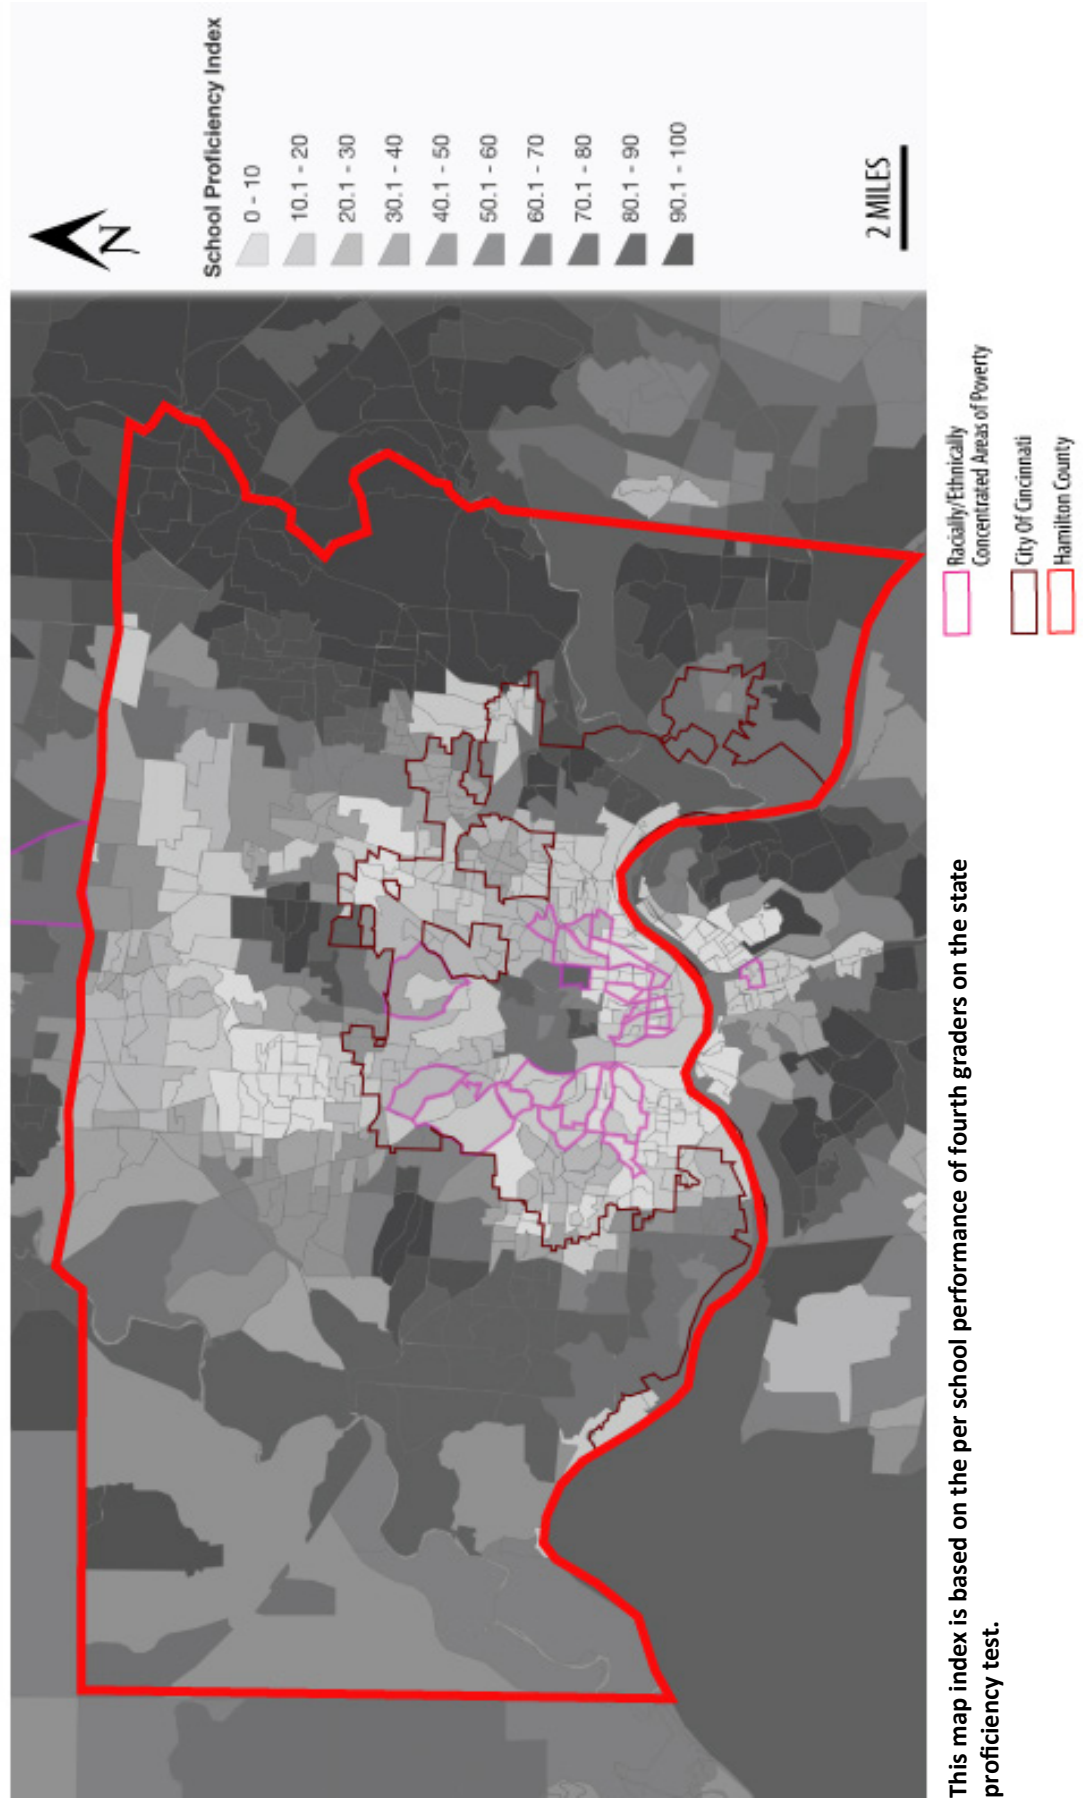 School Proficiency Index
0 - 10
10.1 - 20
20.1 - 30
30.1 - 40
40.1 - 50
50.1 - 60
60.1 - 70
70.1 - 80
80.1 - 90
90.1 - 100
N
2 MILES
Racially/Ethnically
Concentrated Areas of Poverty
City Of Cincinnati
Hamilton County
This map index is based on the per school performance of fourth graders on the state
proficiency test.